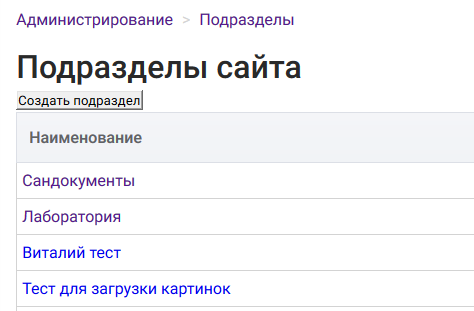 Администрирование > Подразделы
Подразделы сайта
Создать подраздел
Наименование
Сандокументы
Лаборатория
Виталий тест
Тест для загрузки картинок